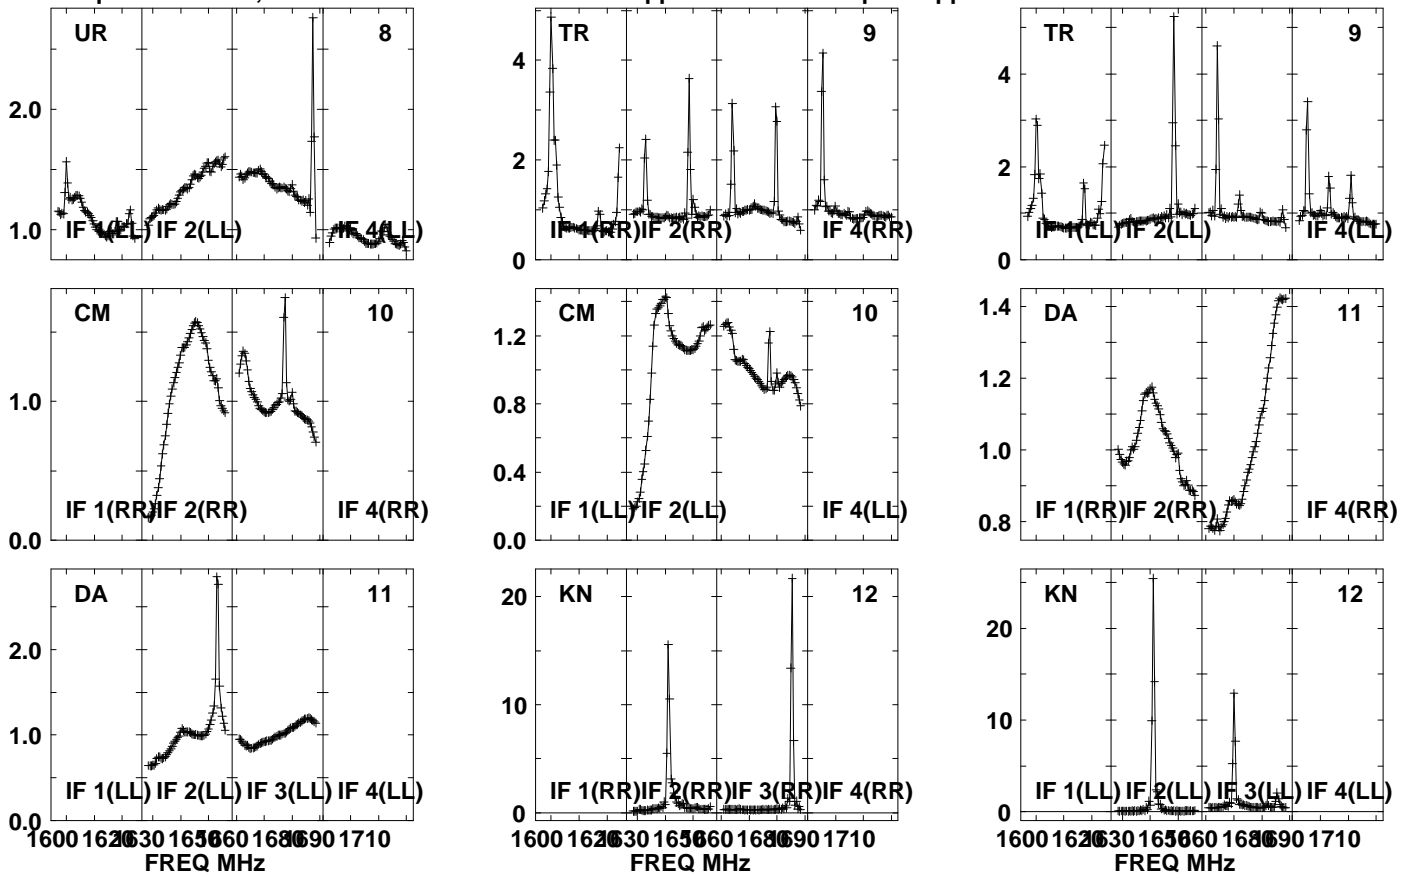 UR 8 TR 9 TR 9
2.0 1.0
4 2 0
4 2 0
IF 2(LL) IF 4(LL) IF 2(RR) IF 4(RR) IF 1(LL) IF 2(LL) IF 4(LL)
CM 10 CM 10 DA 11
1.0 0.0
1.2 0.8 0.4 0.0
1.4 1.2 1.0 0.8
IF 1(RR) IF 2(RR) IF 4(RR) IF 1(LL) IF 2(LL) IF 4(LL) IF 1(RR) IF 2(RR) IF 4(RR)
DA 11 KN 12 KN 12
2.0 1.0 0.0
20 10 0
20 10 0
IF 1(LL) IF 2(LL) IF 3(LL) IF 4(LL) IF 1(RR) IF 2(RR) IF 3(RR) IF 4(RR) IF 1(LL) IF 2(LL) IF 3(LL) IF 4(LL)
1600 1690 1710 1600 1690 1710 1600 1690 1710
FREQ MHz FREQ MHz FREQ MHz